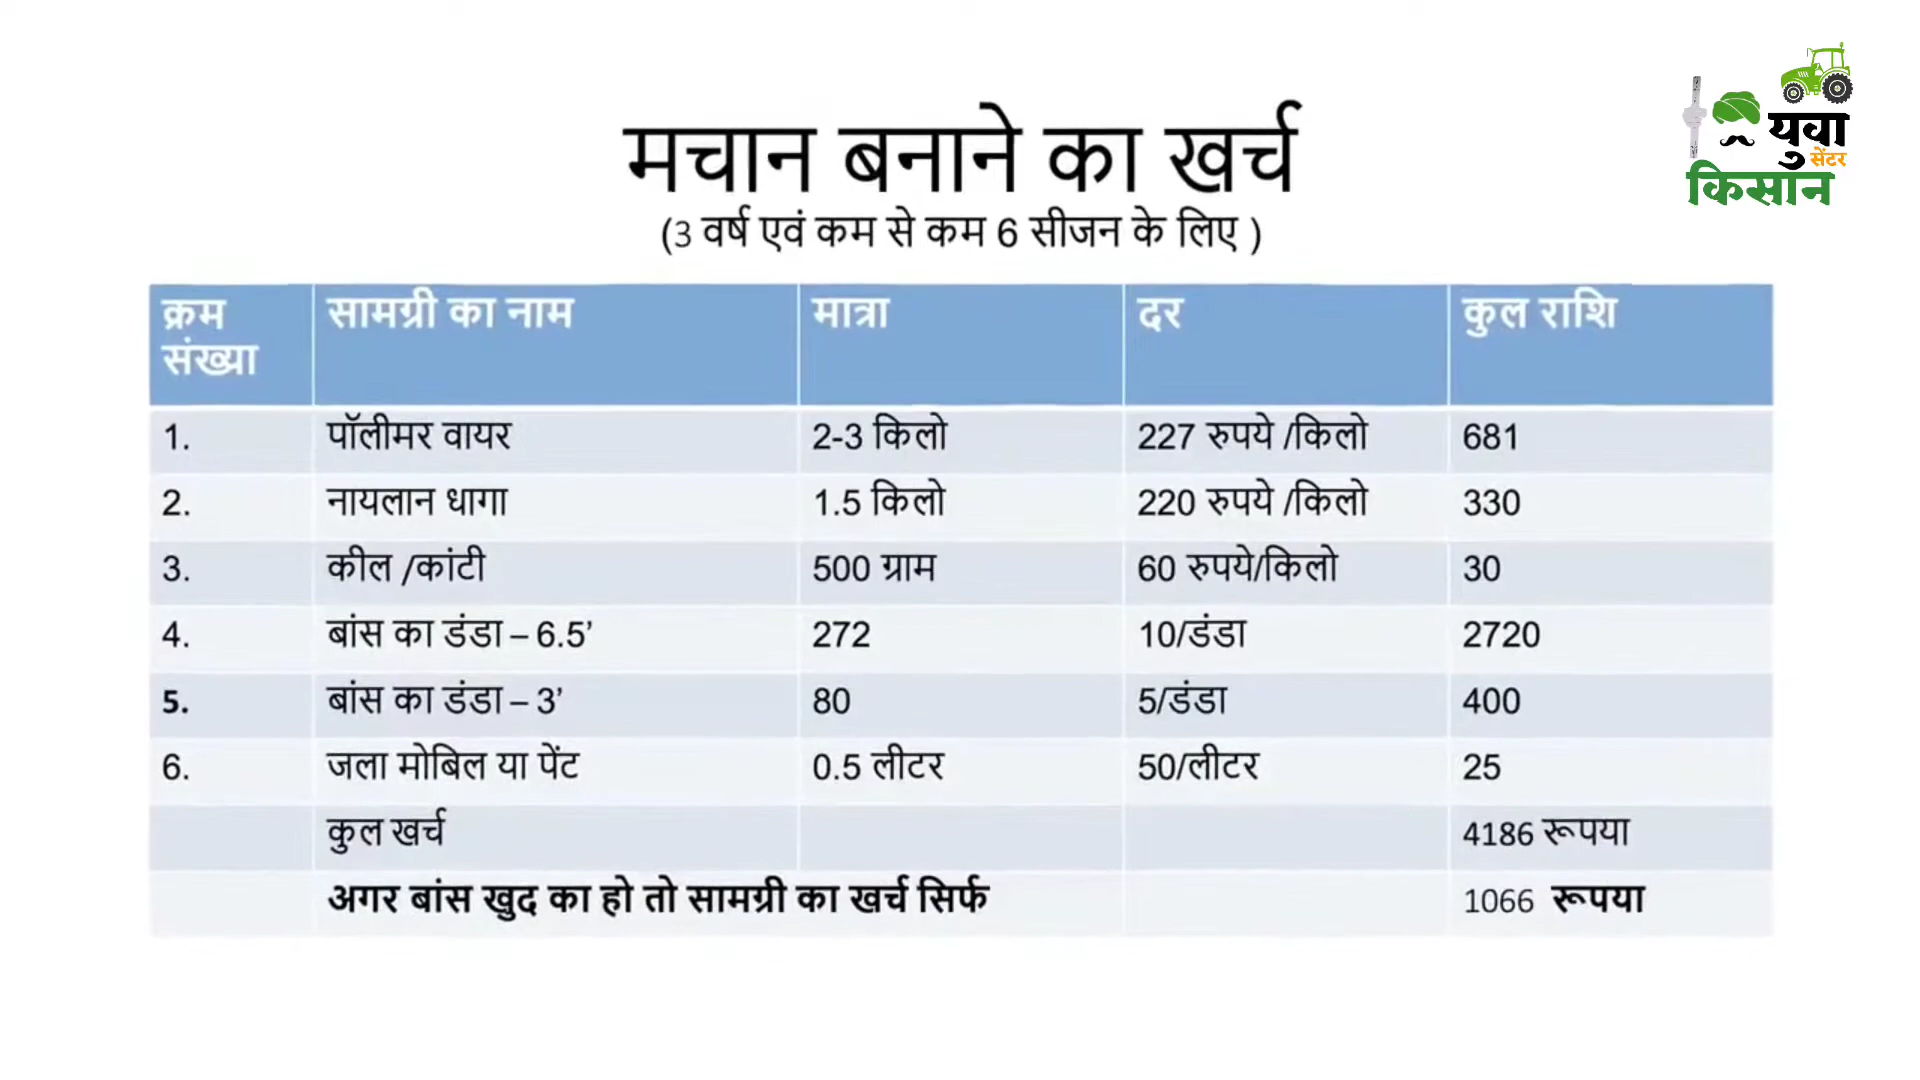 युवा
सेंटर
किसान
मचान बनाने का खर्च
(3 वर्ष एवं कम से कम 6 सीजन के लिए )
क्रम संख्या सामग्री का नाम मात्रा दर कुल राशि
1. पॉलीमर वायर 2-3 किलो 227 रुपये /किलो 681
2. नायलान धागा 1.5 किलो 220 रुपये /किलो 330
3. कील /कांटी 500 ग्राम 60 रुपये/किलो 30
4. बांस का डंडा – 6.5’ 272 10/डंडा 2720
5. बांस का डंडा – 3’ 80 5/डंडा 400
6. जला मोबिल या पेंट 0.5 लीटर 50/लीटर 25
कुल खर्च 4186 रूपया
अगर बांस खुद का हो तो सामग्री का खर्च सिर्फ 1066 रूपया